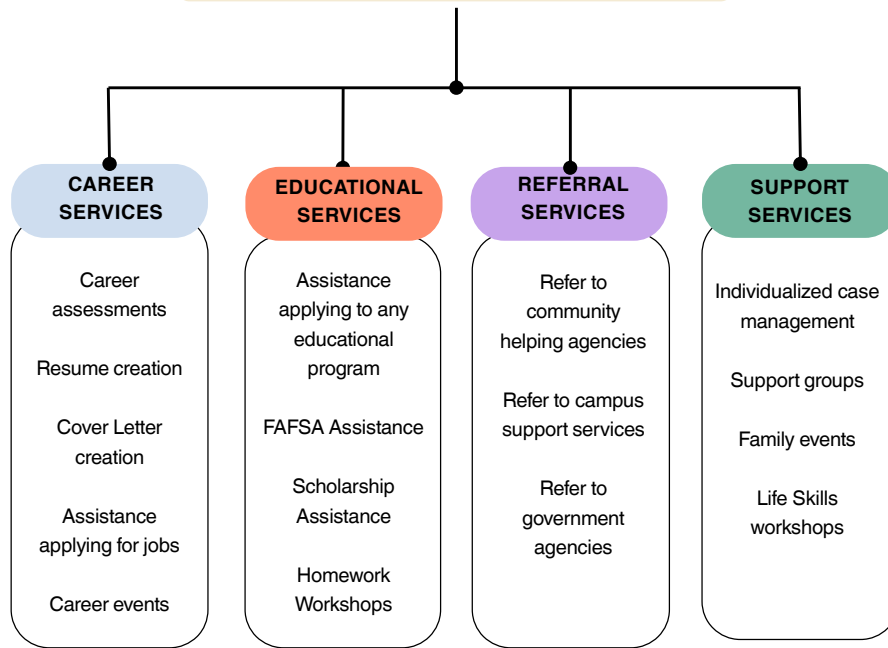 CAREER
SERVICES
Career
assessments
Resume creation
Cover Letter
creation
Assistance
applying for jobs
Career events
EDUCATIONAL
SERVICES
Assistance
applying to any
educational
program
FAFSA Assistance
Scholarship
Assistance
Homework
Workshops
REFERRAL
SERVICES
Refer to
community
helping agencies
Refer to campus
support services
Refer to
government
agencies
SUPPORT
SERVICES
Individualized case
management
Support groups
Family events
Life Skills
workshops